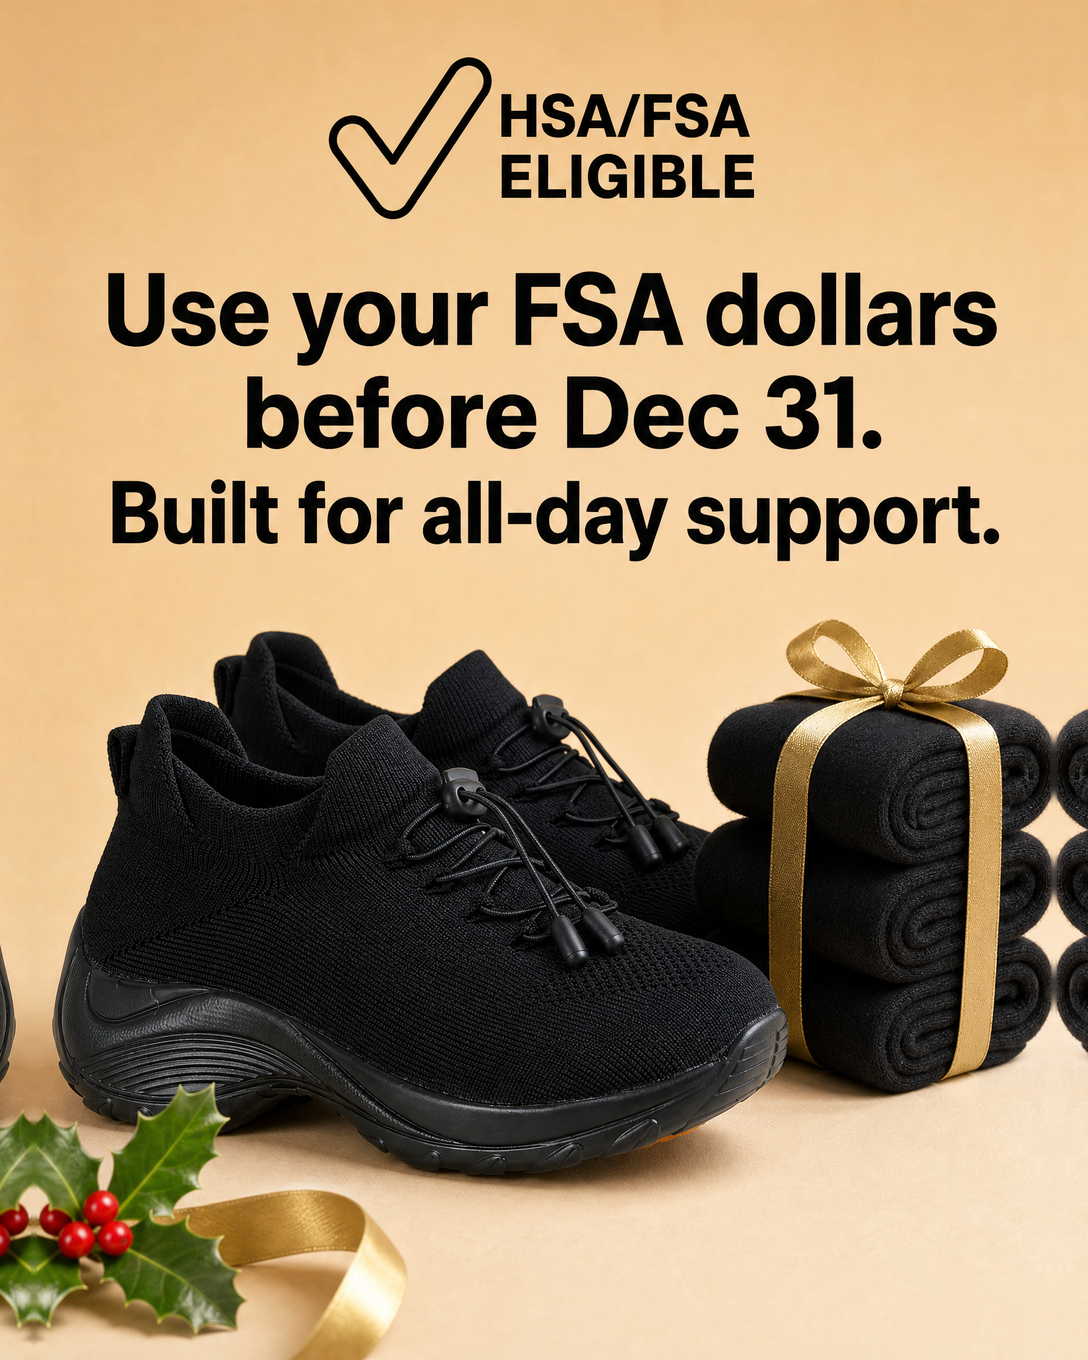 HSA/FSA
ELIGIBLE
Use your FSA dollars
before Dec 31.
Built for all-day support.